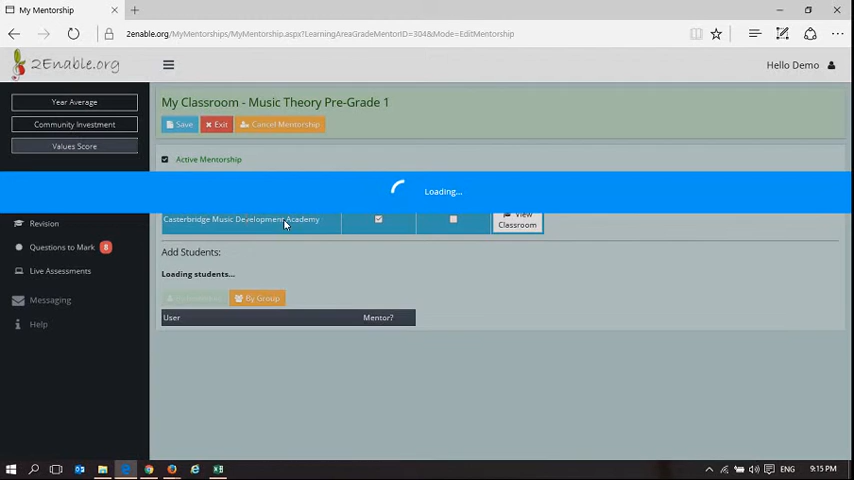 My Mentorship
2enable.org/MyMentorships/MyMentorship.aspx?LearningAreaGradeMentorID=304&Mode=EditMentorship
2Enable.org
Hello Demo
Year Average
Community Investment
Values Score
Revision
Questions to Mark 8
Live Assessments
Messaging
Help
My Classroom - Music Theory Pre-Grade 1
Save
Exit
Cancel Mentorship
Active Mentorship
Loading...
Casterbridge Music Development Academy
View
Classroom
Add Students:
Loading students...
By Group
User
Mentor?
ENG
9:15 PM